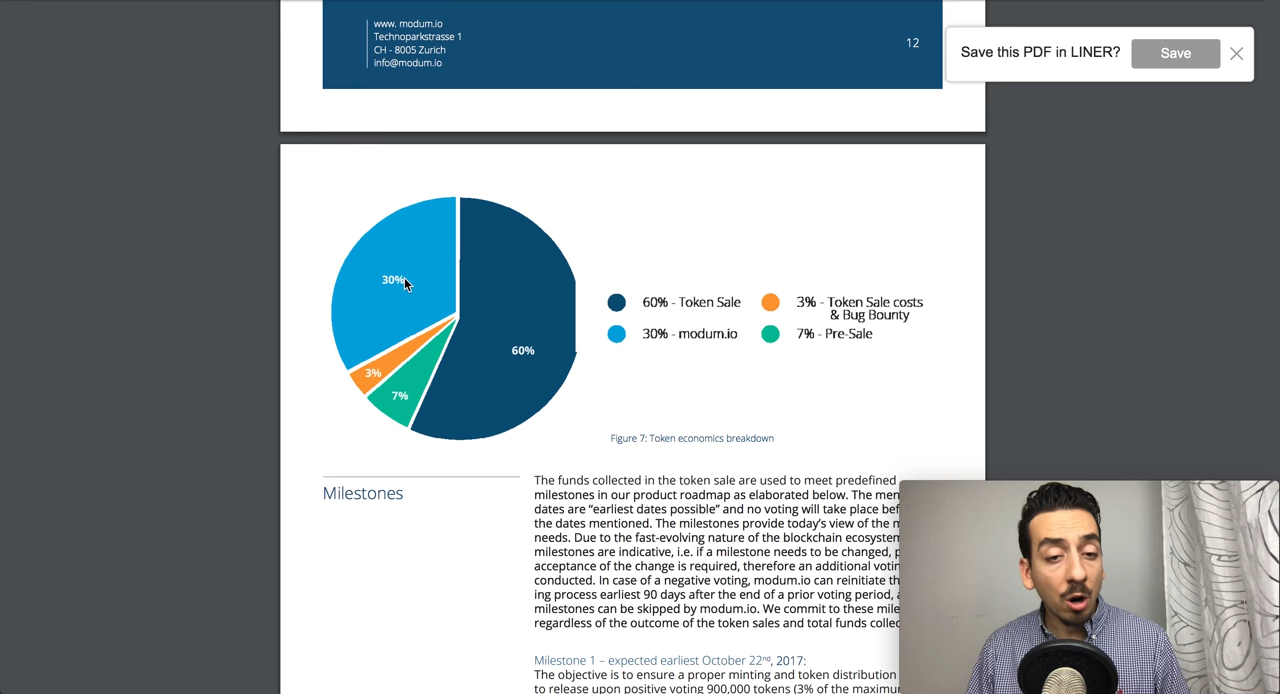 www. modum.io
Technoparkstrasse 1
CH - 8005 Zurich
info@modum.io
12
Save this PDF in LINER?
Save
30%
60%
3%
7%
60% - Token Sale
3% - Token Sale costs
& Bug Bounty
30% - modum.io
7% - Pre-Sale
Figure 7: Token economics breakdown
Milestones
The funds collected in the token sale are used to meet predefined
milestones in our product roadmap as elaborated below. The
dates are “earliest dates possible” and no voting will take place
the dates mentioned. The milestones provide today’s view of the
needs. Due to the fast-evolving nature of the blockchain ecosystem
milestones are indicative, i.e. if a milestone needs to be changed,
acceptance of the change is required, therefore an additional
conducted. In case of a negative voting, modum.io can reinitiate
ing process earliest 90 days after the end of a prior voting period,
milestones can be skipped by modum.io. We commit to these
regardless of the outcome of the token sales and total funds
Milestone 1 – expected earliest October 22nd, 2017:
The objective is to ensure a proper minting and token distribution
to release upon positive voting 900,000 tokens (3% of the